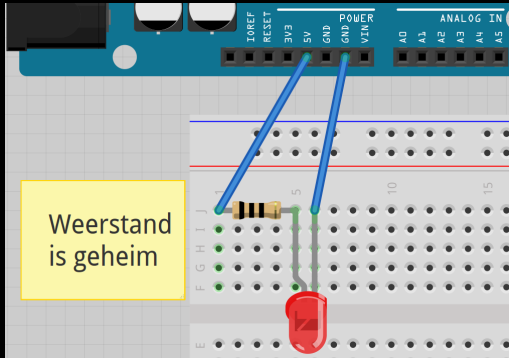 POWER
ANALOG IN
IOREF
RESET
3V3
5V
GND
GND
VIN
A0
A1
A2
A3
A4
A5
1
5
10
15
J
I
H
G
F
E
Weerstand
is geheim